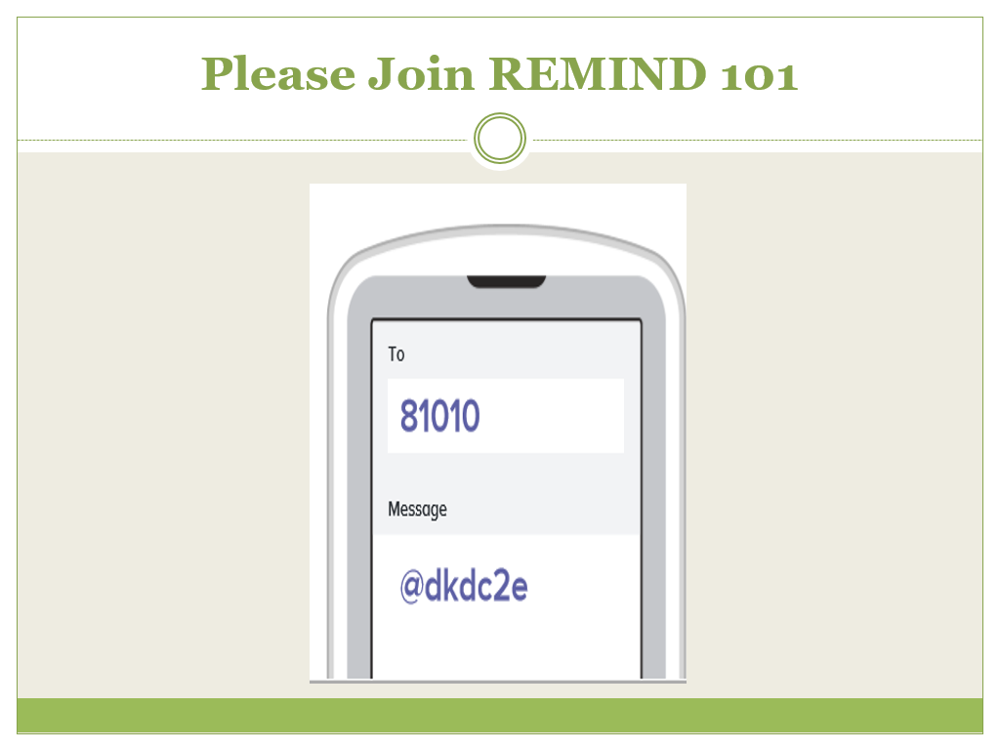 Please Join REMIND 101
To
81010
Message
@dkdc2e